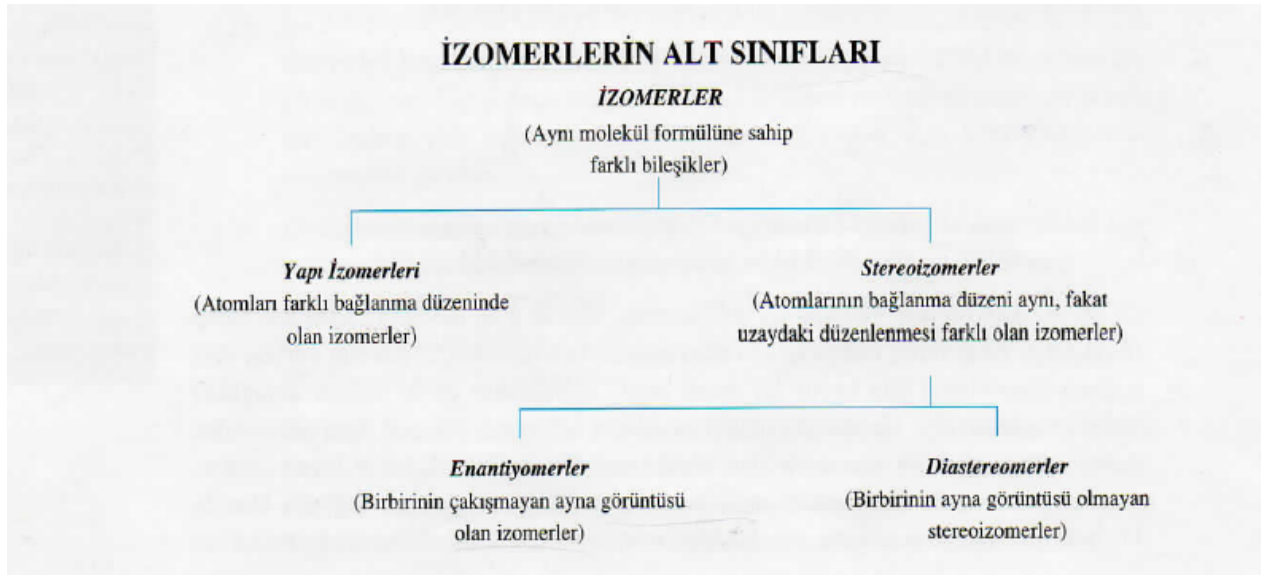 İZOMERLERİN ALT SINIFLARI
İZOMERLER
(Aynı molekül formülüne sahip
farklı bileşikler)
Yapı İzomerleri
(Atomları farklı bağlanma düzeninde
olan izomerler)
Stereoizomerler
(Atomlarının bağlanma düzeni aynı, fakat
uzaydaki düzenlenmesi farklı olan izomerler)
Enantiyomerler
(Birbirinin çakışmayan ayna görüntüsü
olan izomerler)
Diastereomerler
(Birbirinin ayna görüntüsü olmayan
stereoizomerler)